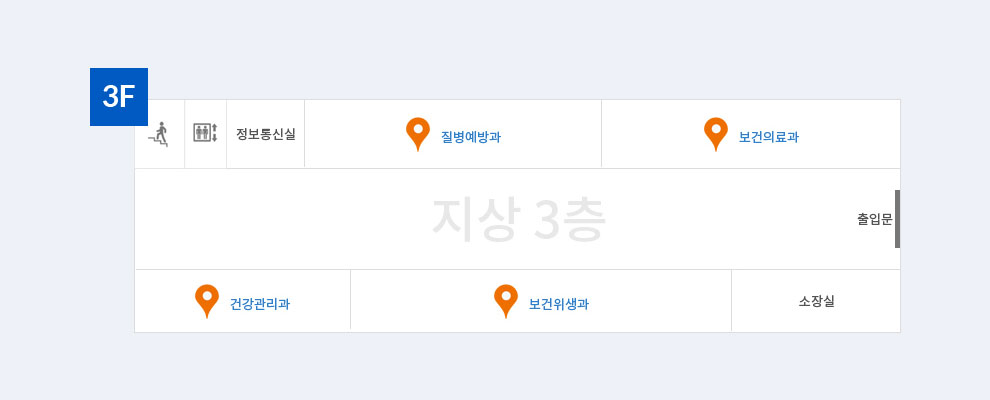 3F
정보통신실
질병예방과
보건의료과
지상 3층
출입문
건강관리과
보건위생과
소장실